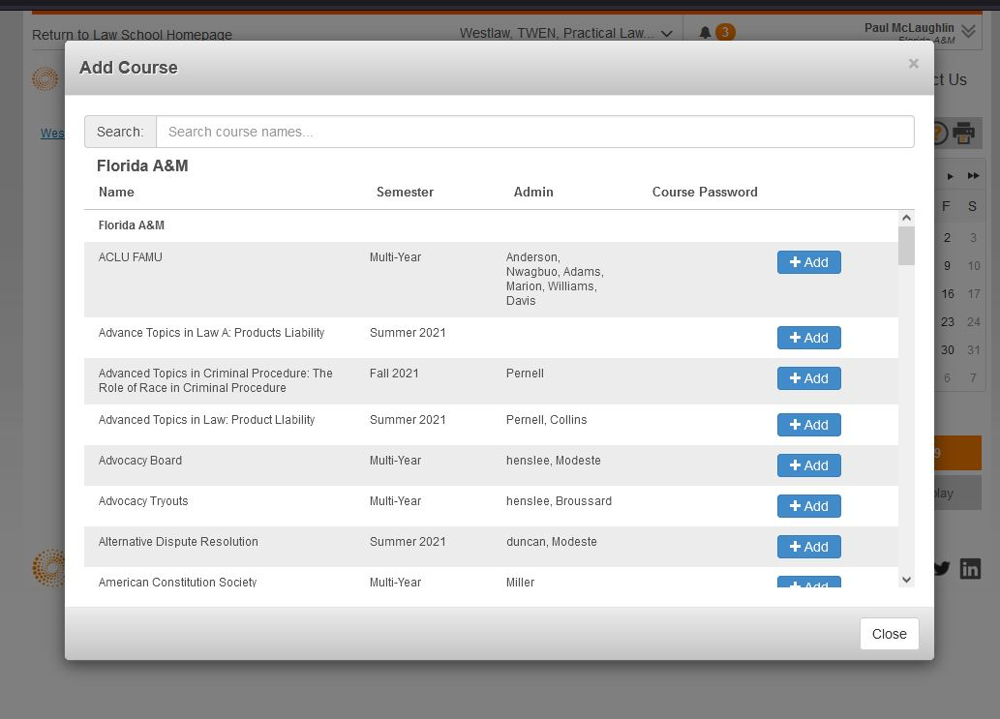 Return to Law School Homepage
Westlaw, TWEN, Practical Law...
3
Paul McLaughlin
Florida A&M
Add Course
×
ct Us
Wes
Search: Search course names...
?
Florida A&M
Name Semester Admin Course Password
F S
Florida A&M
2 3
ACLU FAMU Multi-Year Anderson,
Nwagbuo, Adams,
Marion, Williams,
Davis
Add
9 10
16 17
Advance Topics in Law A: Products Liability Summer 2021 Add
23 24
30 31
Advanced Topics in Criminal Procedure: The
Role of Race in Criminal Procedure
Fall 2021 Pernell Add
6 7
Advanced Topics in Law: Product LIability Summer 2021 Pernell, Collins Add
Advocacy Board Multi-Year henslee, Modeste Add
9
Advocacy Tryouts Multi-Year henslee, Broussard Add
lay
Alternative Dispute Resolution Summer 2021 duncan, Modeste Add
American Constitution Society Multi-Year Miller Add
in
Close